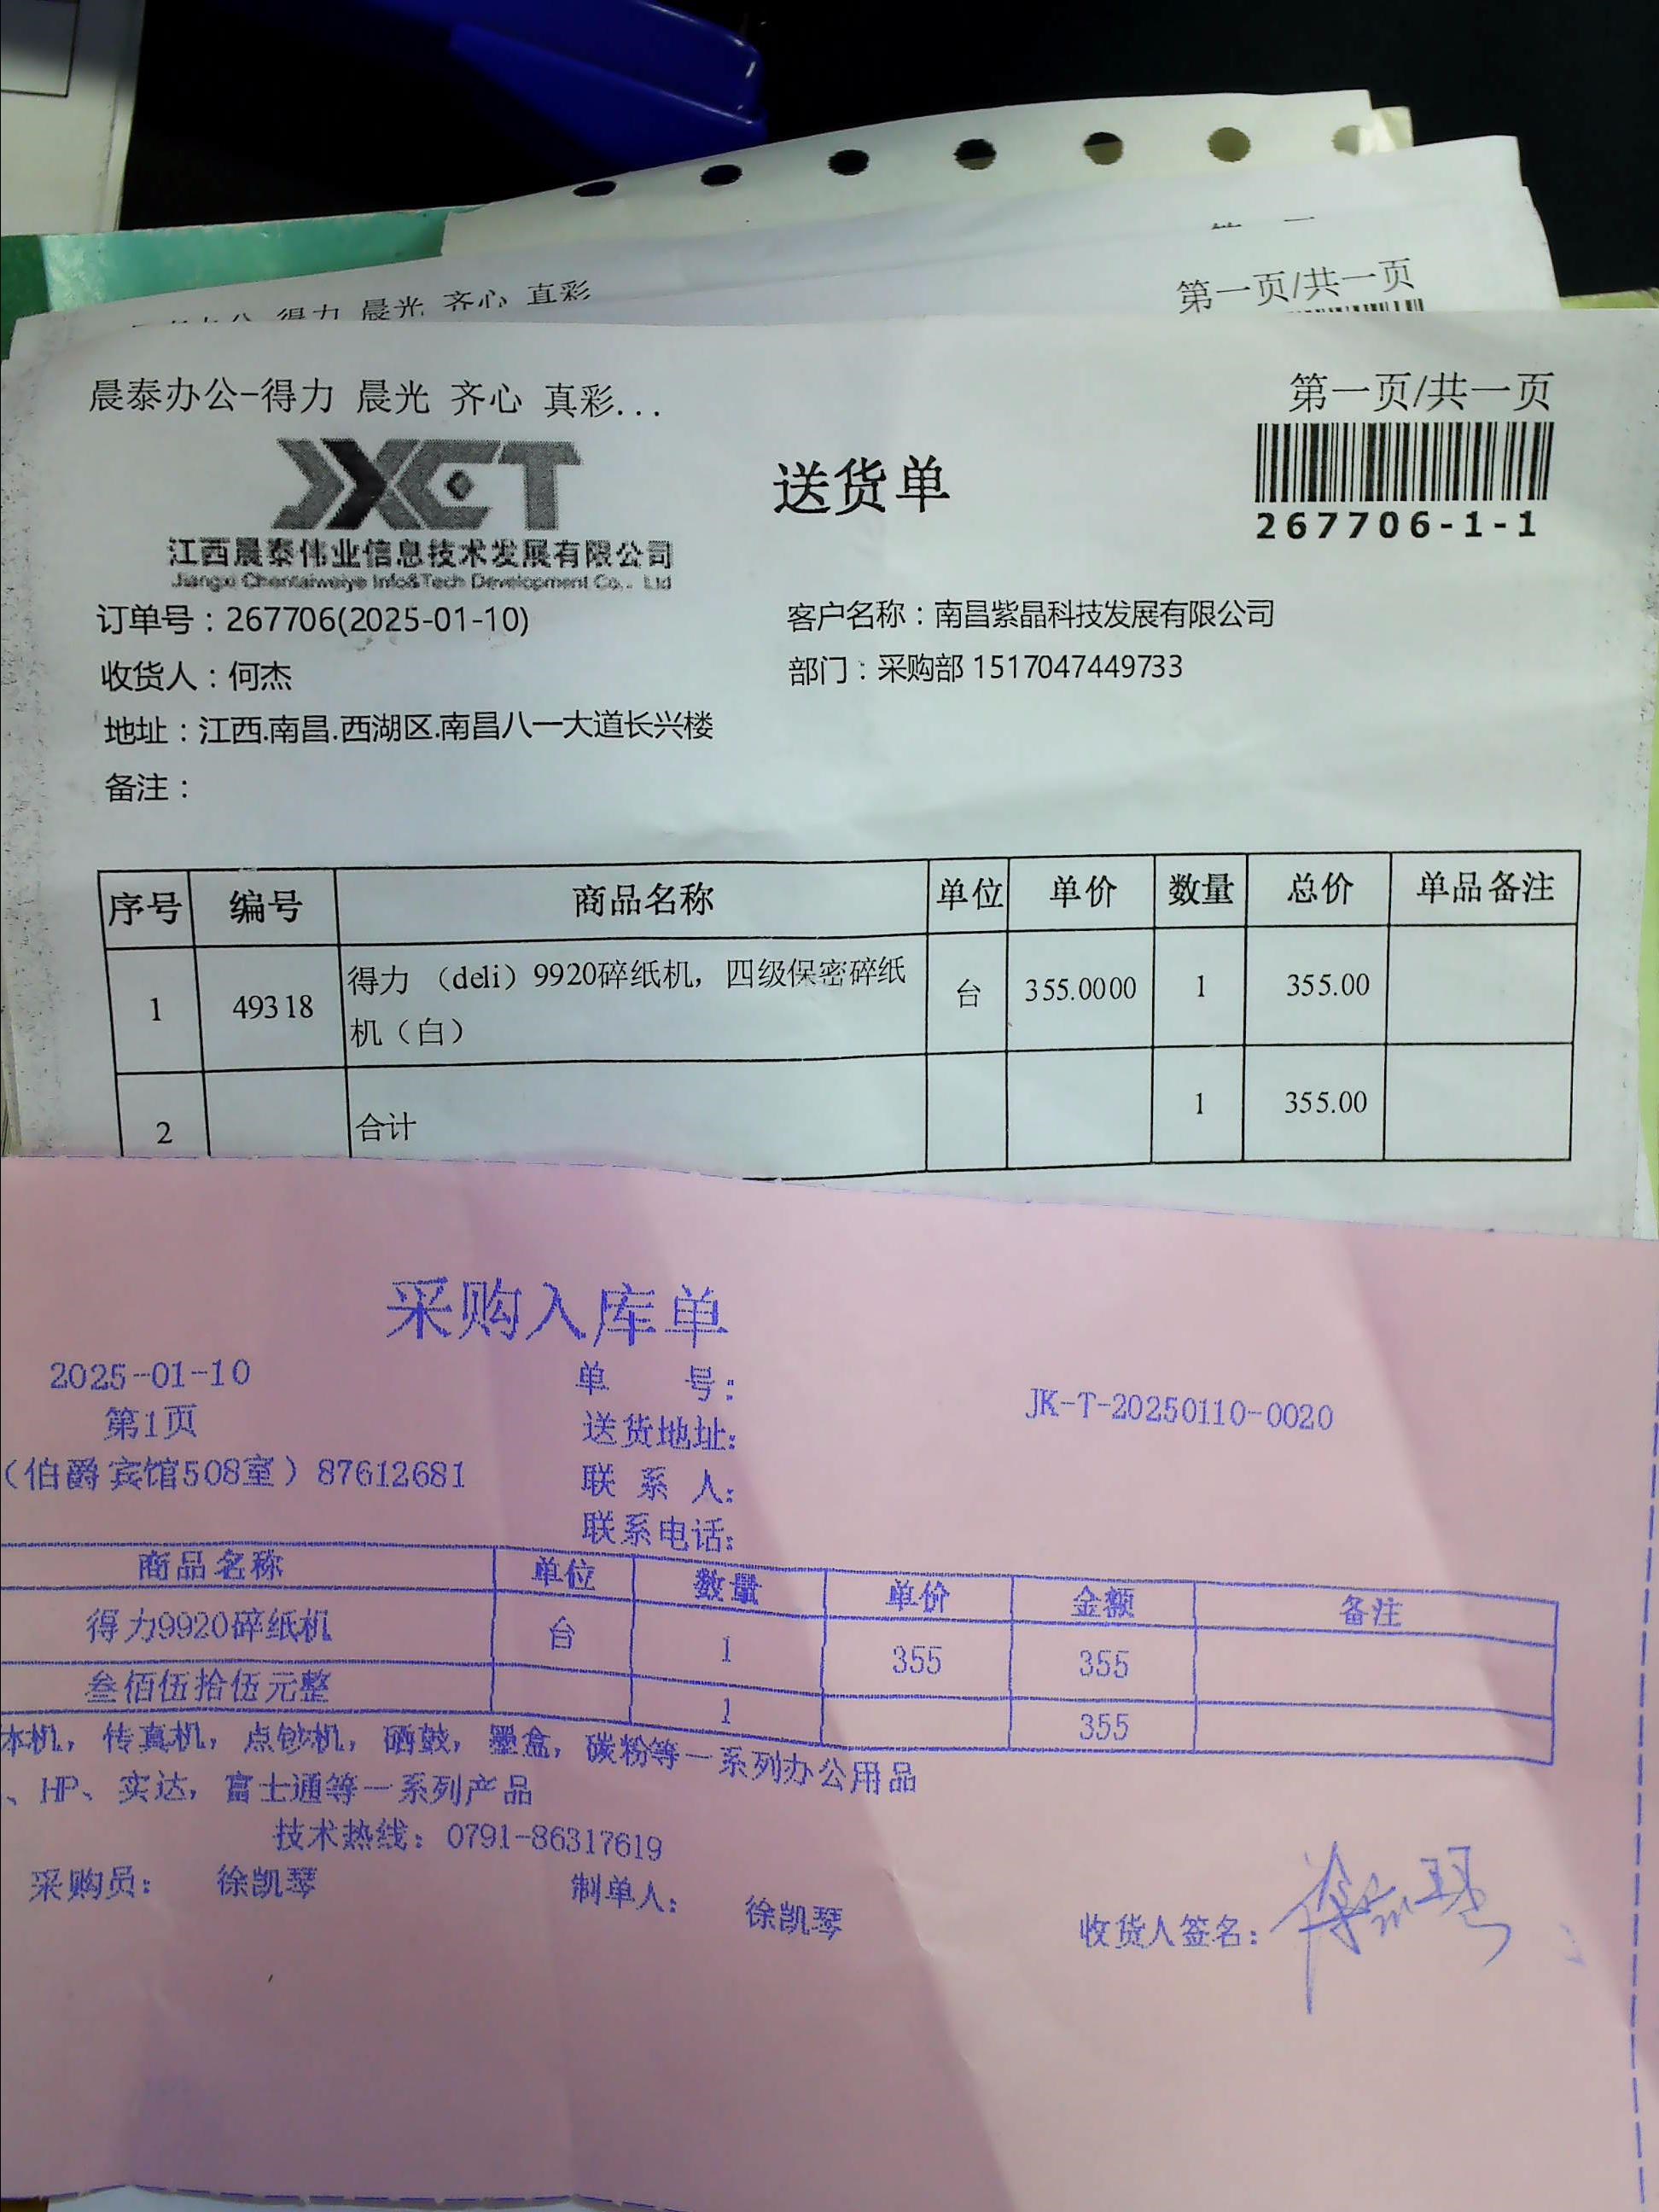 得力 晨光 齐心 真彩
第一页/共一页
晨泰办公-得力 晨光 齐心 真彩...
第一页/共一页
JXCT
送货单
267706-1-1
江西晨泰伟业信息技术发展有限公司
Jiangxi Chentaiweiye Info&Tech Development Co., Ltd
订单号：267706(2025-01-10)
客户名称：南昌紫晶科技发展有限公司
收货人：何杰
部门：采购部 1517047449733
地址：江西.南昌.西湖区.南昌八一大道长兴楼
备注：
序号 编号 商品名称 单位 单价 数量 总价 单品备注
1 49318 得力 （deli）9920碎纸机，四级保密碎纸 台 355.0000 1 355.00
机（白）
2 合计 1 355.00
采购入库单
2025-01-10 单 号: JK-T-20250110-0020
第1页 送货地址:
（伯爵宾馆508室）87612681 联 系 人:
联系电话:
商品名称 单位 数量 单价 金额 备注
得力9920碎纸机 台 1 355 355
叁佰伍拾伍元整 1 355
本机，传真机，点钞机，硒鼓，墨盒，碳粉等一系列办公用品
、HP、实达，富士通等一系列产品
技术热线：0791-86317619
采购员： 徐凯琴 制单人： 徐凯琴 收货人签名： 徐凯琴